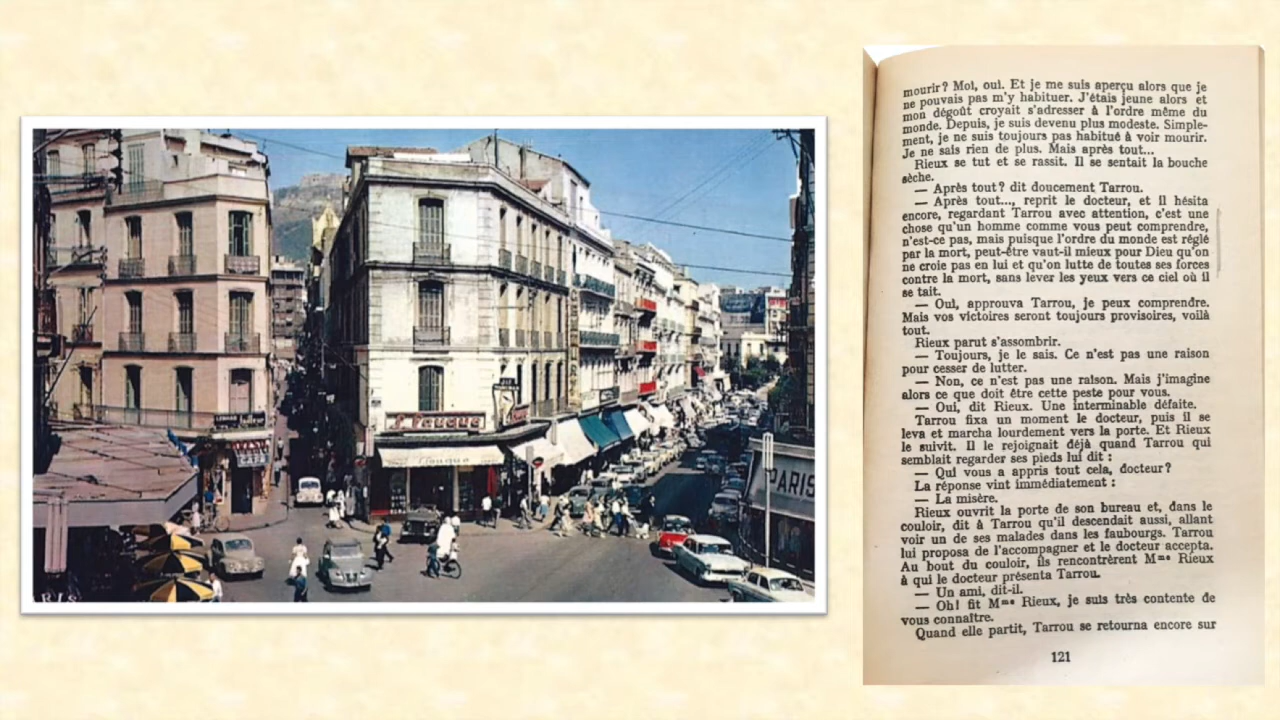 PARIS
mourir? Moi, oui. Et je me suis aperçu alors que je
ne pouvais pas m'y habituer. J'étais jeune alors et
mon dégoût croyait s'adresser à l'ordre même du
monde. Depuis, je suis devenu plus modeste. Simple-
ment, je ne suis toujours pas habitué à voir mourir.
Je ne sais rien de plus. Mais après tout...
Rieux se tut et se rassit. Il se sentait la bouche
sèche.
— Après tout? dit doucement Tarrou.
— Après tout..., reprit le docteur, et il hésita
encore, regardant Tarrou avec attention, c'est une
chose qu'un homme comme vous peut comprendre,
n'est-ce pas, mais puisque l'ordre du monde est réglé
par la mort, peut-être vaut-il mieux pour Dieu qu'on
ne croie pas en lui et qu'on lutte de toutes ses forces
contre la mort, sans lever les yeux vers ce ciel où il
se tait.
— Oui, approuva Tarrou, je peux comprendre.
Mais vos victoires seront toujours provisoires, voilà
tout.
Rieux parut s'assombrir.
— Toujours, je le sais. Ce n'est pas une raison
pour cesser de lutter.
— Non, ce n'est pas une raison. Mais j'imagine
alors ce que doit être cette peste pour vous.
— Oui, dit Rieux. Une interminable défaite.
Tarrou fixa un moment le docteur, puis il se
leva et marcha lourdement vers la porte. Et Rieux
le suivit. Il le rejoignait déjà quand Tarrou qui
semblait regarder ses pieds lui dit :
— Qui vous a appris tout cela, docteur?
La réponse vint immédiatement :
— La misère.
Rieux ouvrit la porte de son bureau et, dans le
couloir, dit à Tarrou qu'il descendait aussi, allant
voir un de ses malades dans les faubourgs. Tarrou
lui proposa de l'accompagner et le docteur accepta.
Au bout du couloir, ils rencontrèrent Mᵐᵉ Rieux
à qui le docteur présenta Tarrou.
— Un ami, dit-il.
— Oh! fit Mᵐᵉ Rieux, je suis très contente de
vous connaître.
Quand elle partit, Tarrou se retourna encore sur
121